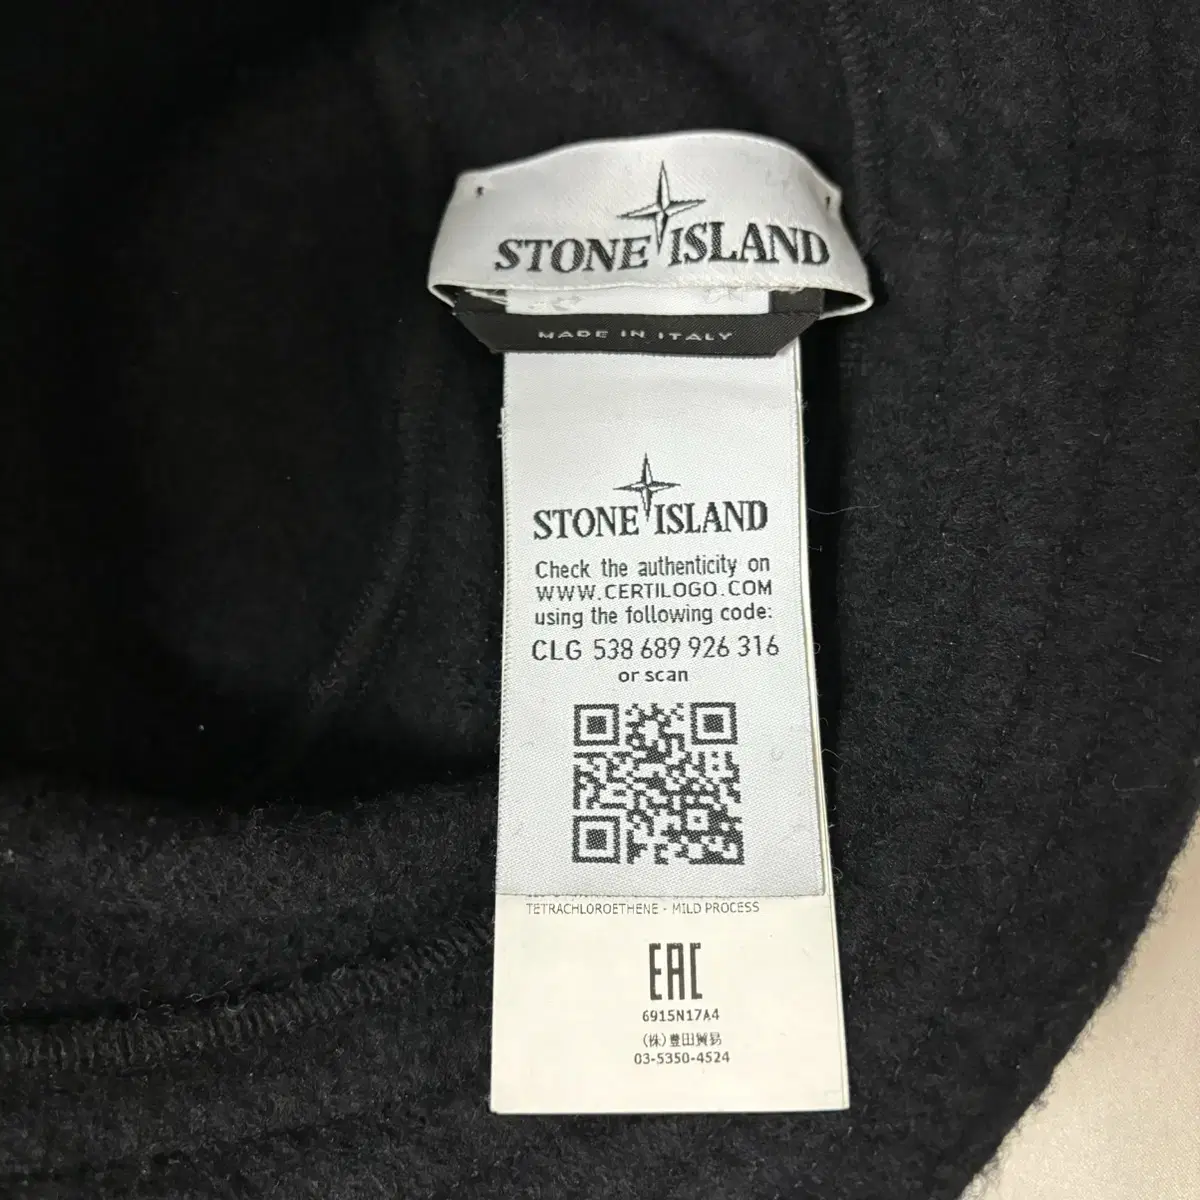 STONE ISLAND
MADE IN ITALY
STONE ISLAND
Check the authenticity on
WWW.CERTILOGO.COM
using the following code:
CLG 538 689 926 316
or scan
TETRACHLOROETHENE - MILD PROCESS
EAC
6915N17A4
(株)豊田貿易
03-5350-4524